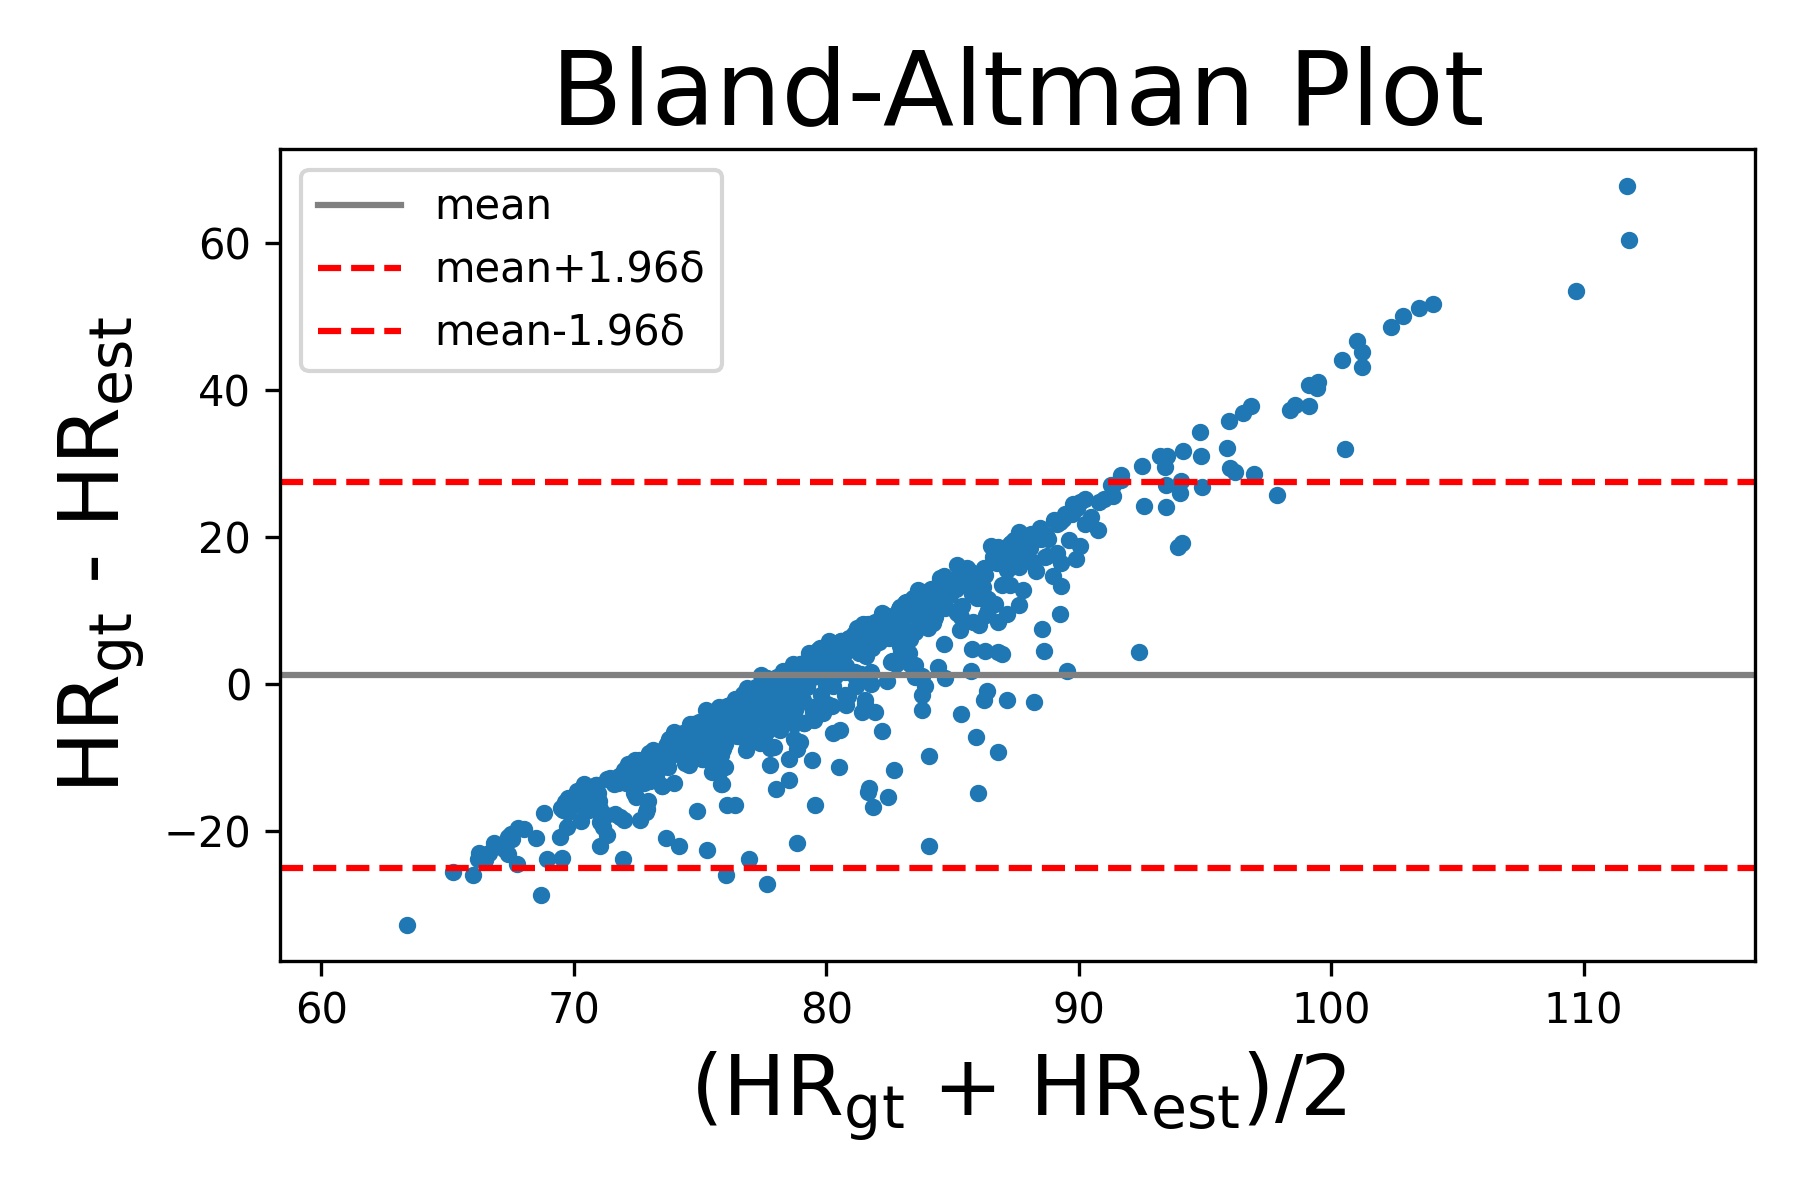 Bland-Altman Plot
mean
mean+1.96δ
mean-1.96δ
HRgt - HRest
60
40
20
0
−20
60 70 80 90 100 110
(HRgt + HRest)/2